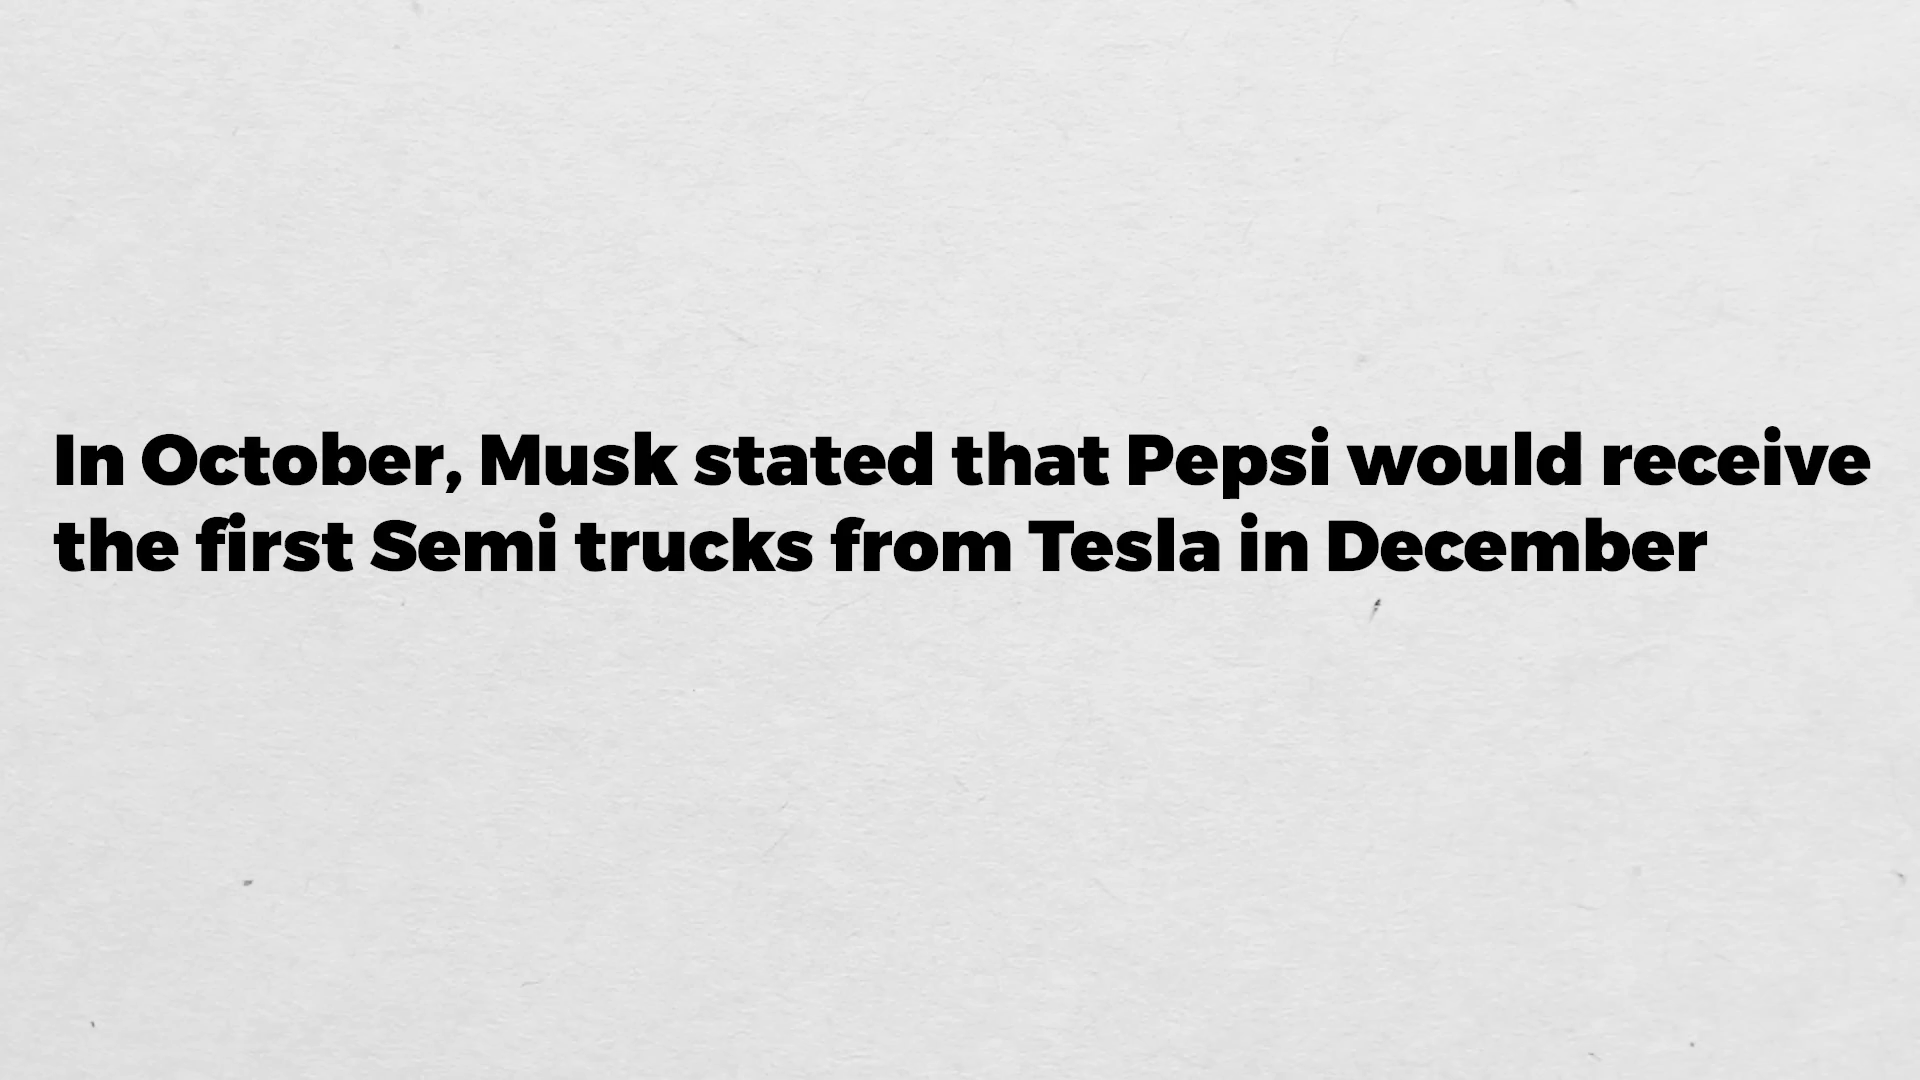 In October, Musk stated that Pepsi would receive
the first Semi trucks from Tesla in December